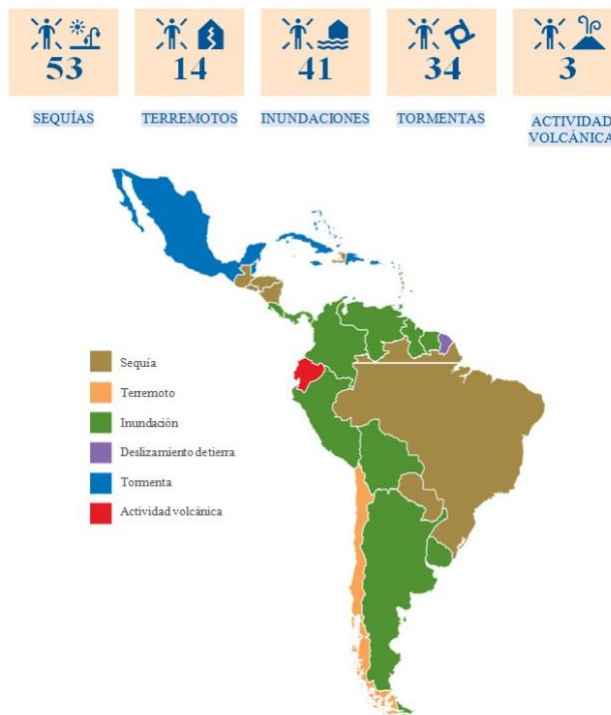 53 14 41 34 3
SEQUÍAS TERREMOTOS INUNDACIONES TORMENTAS ACTIVIDAD
VOLCÁNICA
Sequía
Terremoto
Inundación
Deslizamiento de tierra
Tormenta
Actividad volcánica